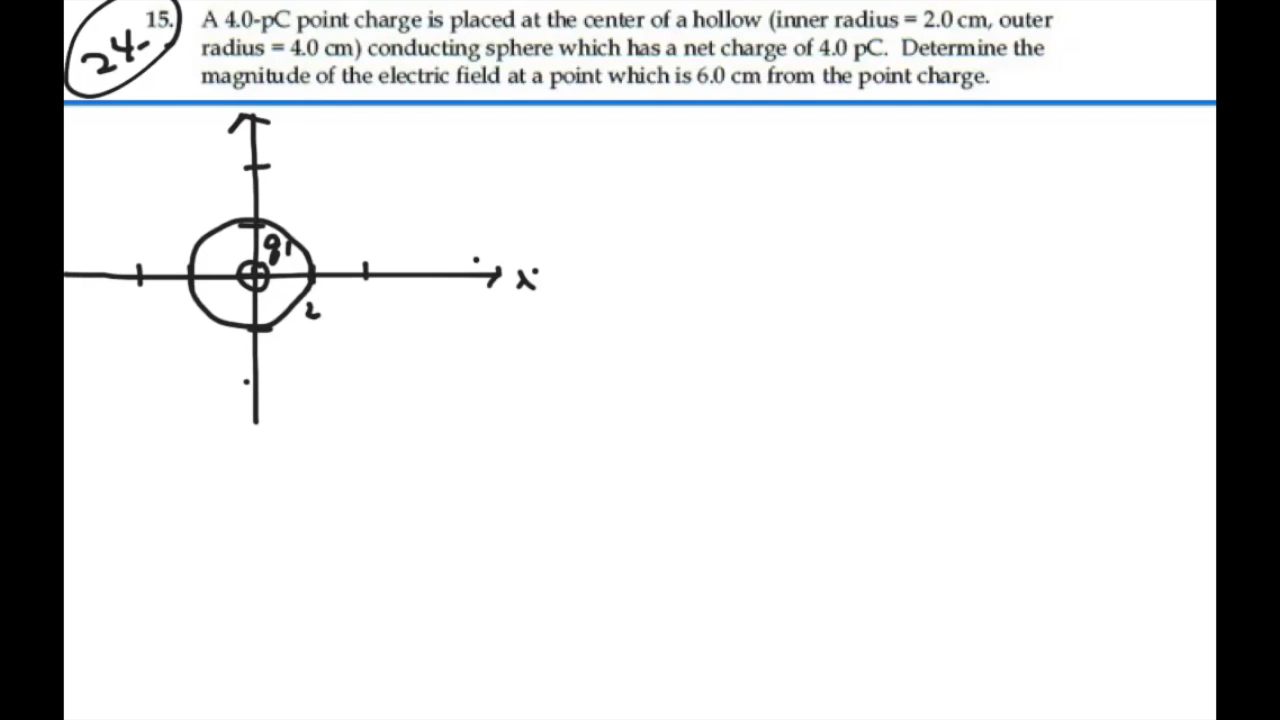 24-
15. A 4.0-pC point charge is placed at the center of a hollow (inner radius = 2.0 cm, outer
radius = 4.0 cm) conducting sphere which has a net charge of 4.0 pC. Determine the
magnitude of the electric field at a point which is 6.0 cm from the point charge.
q1
x
2